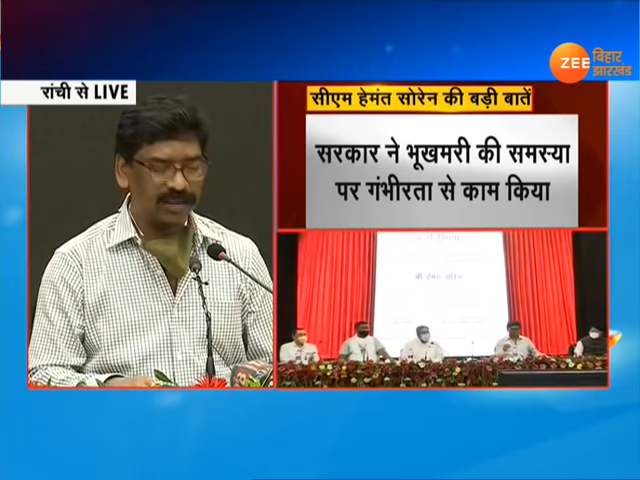 ZEE बिहार
झारखंड
रांची से LIVE
सीएम हेमंत सोरेन की बड़ी बातें
सरकार ने भूखमरी की समस्या
पर गंभीरता से काम किया
श्री हेमंत सोरेन